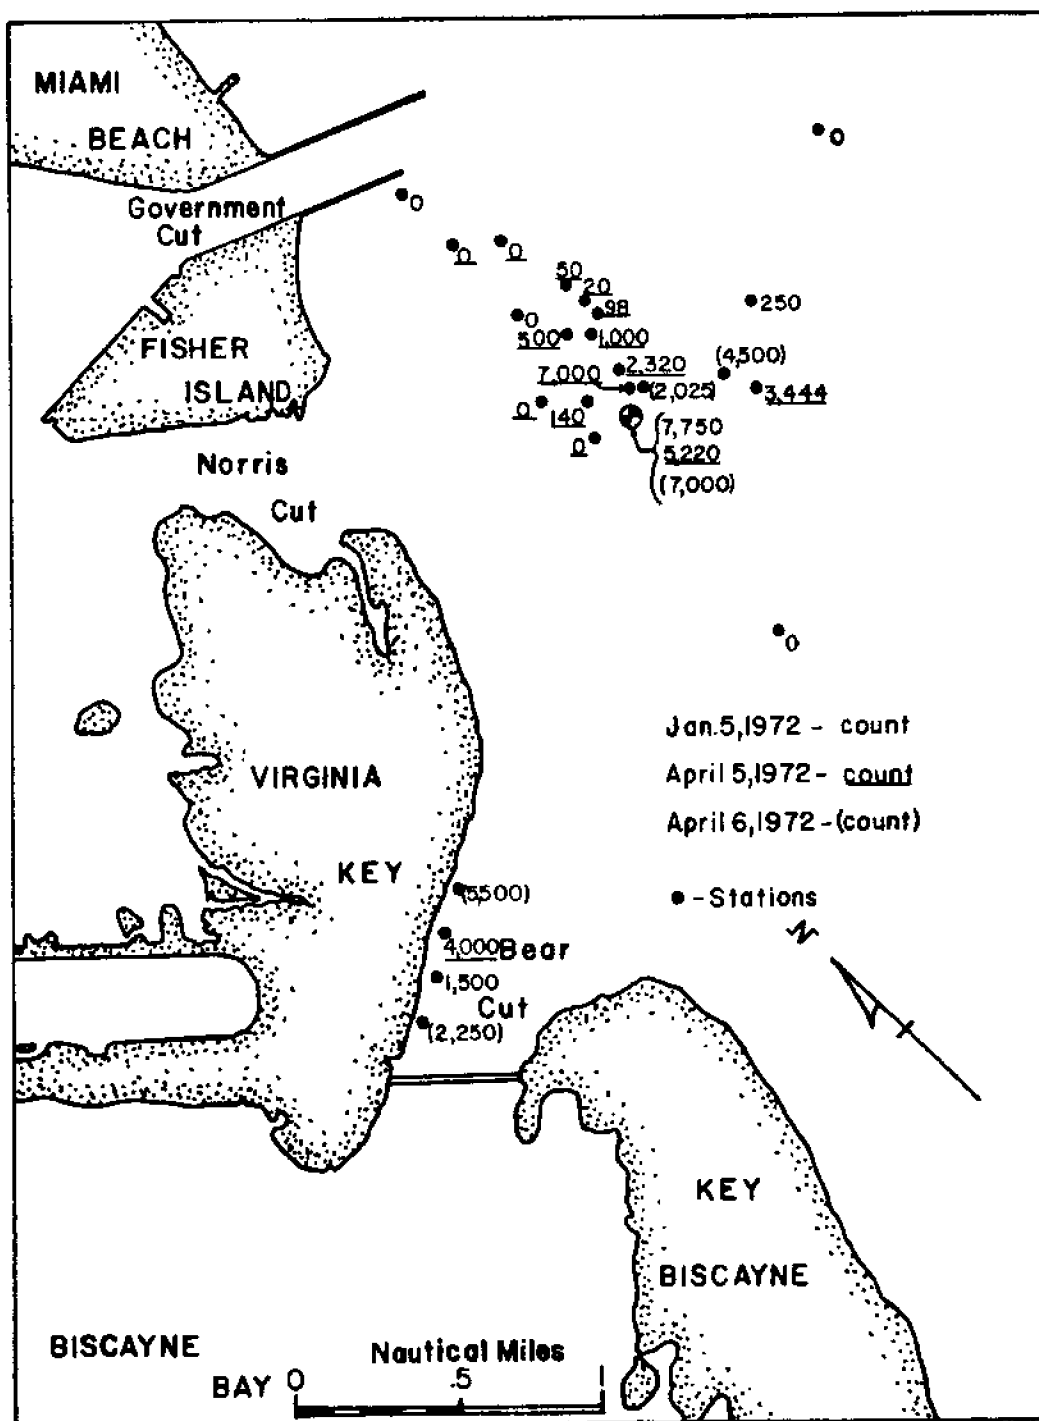 MIAMI
BEACH
0
Government
Cut
0
0
0
50
20
98
250
0
500
1,000
FISHER
ISLAND
2,320
(4,500)
7,000
(2,025)
3,444
0
140
0
7,750
5,220
(7,000)
Norris
Cut
0
Jan. 5, 1972 - count
April 5, 1972 - count
April 6, 1972 - (count)
VIRGINIA
KEY
(5,500)
● - Stations
N
4,000
Bear
Cut
1,500
(2,250)
KEY
BISCAYNE
BISCAYNE
BAY
Nautical Miles
0 .5 1